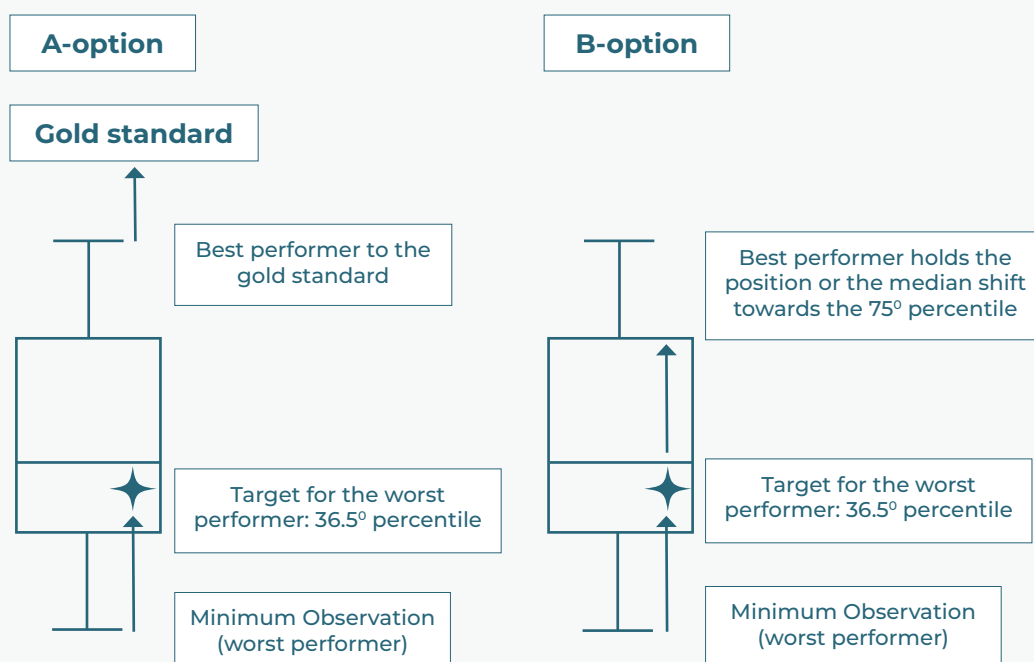 A-option
Gold standard
Best performer to the
gold standard
Target for the worst
performer: 36.5⁰ percentile
Minimum Observation
(worst performer)
B-option
Best performer holds the
position or the median shift
towards the 75⁰ percentile
Target for the worst
performer: 36.5⁰ percentile
Minimum Observation
(worst performer)